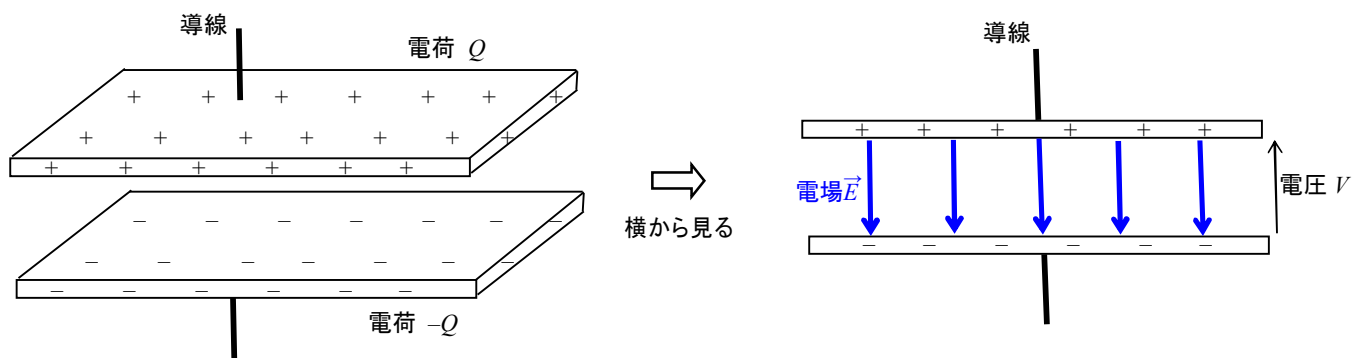 導線
電荷 Q
+ + + + + + +
+ + + + + + +
+ + + + + +
− − − − − − −
− − − − − − −
− − − − − −
電荷 −Q
横から見る
導線
+ + + + + +
電場E⃗
電圧 V
− − − − − −